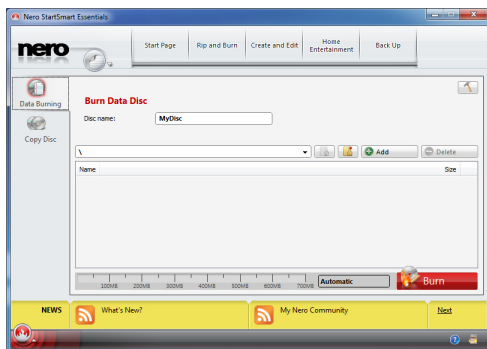 Nero StartSmart Essentials
nero
Start Page
Rip and Burn
Create and Edit
Home
Entertainment
Back Up
Data Burning
Copy Disc
Burn Data Disc
Disc name:
MyDisc
\
Add
Delete
Name
Size
100MB 200MB 300MB 400MB 500MB 600MB 700MB
Automatic
Burn
NEWS
What's New?
My Nero Community
Next